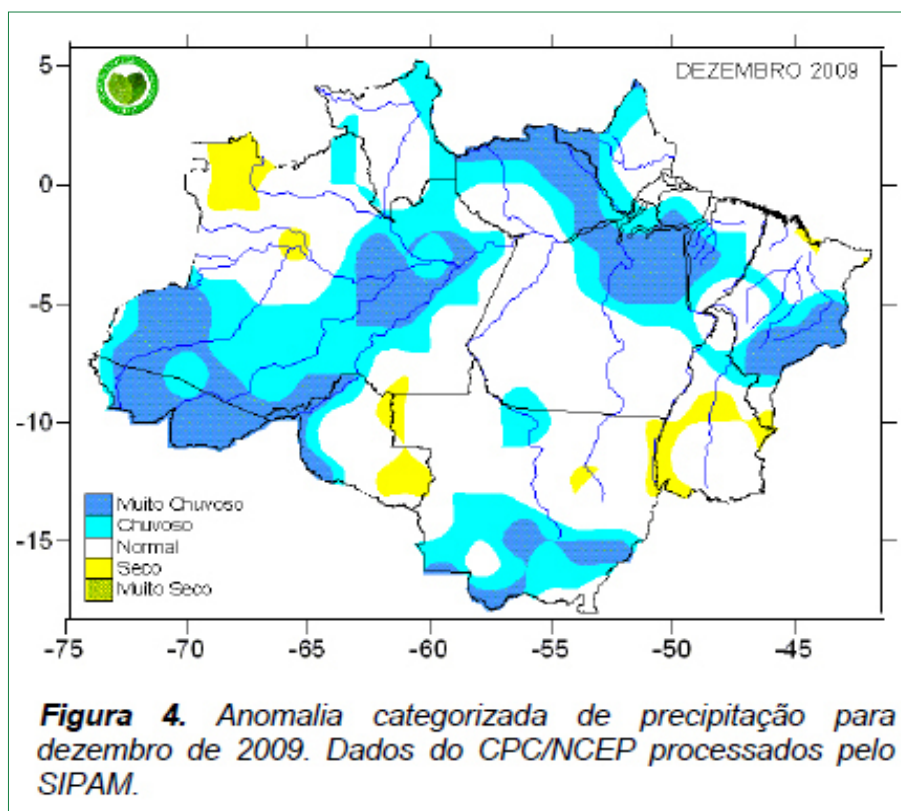 DEZEMBRO 2009
5
0
-5
-10
-15
Muito Chuvoso
Chuvoso
Normal
Seco
Muito Seco
-75 -70 -65 -60 -55 -50 -45
Figura 4. Anomalia categorizada de precipitação para
dezembro de 2009. Dados do CPC/NCEP processados pelo
SIPAM.